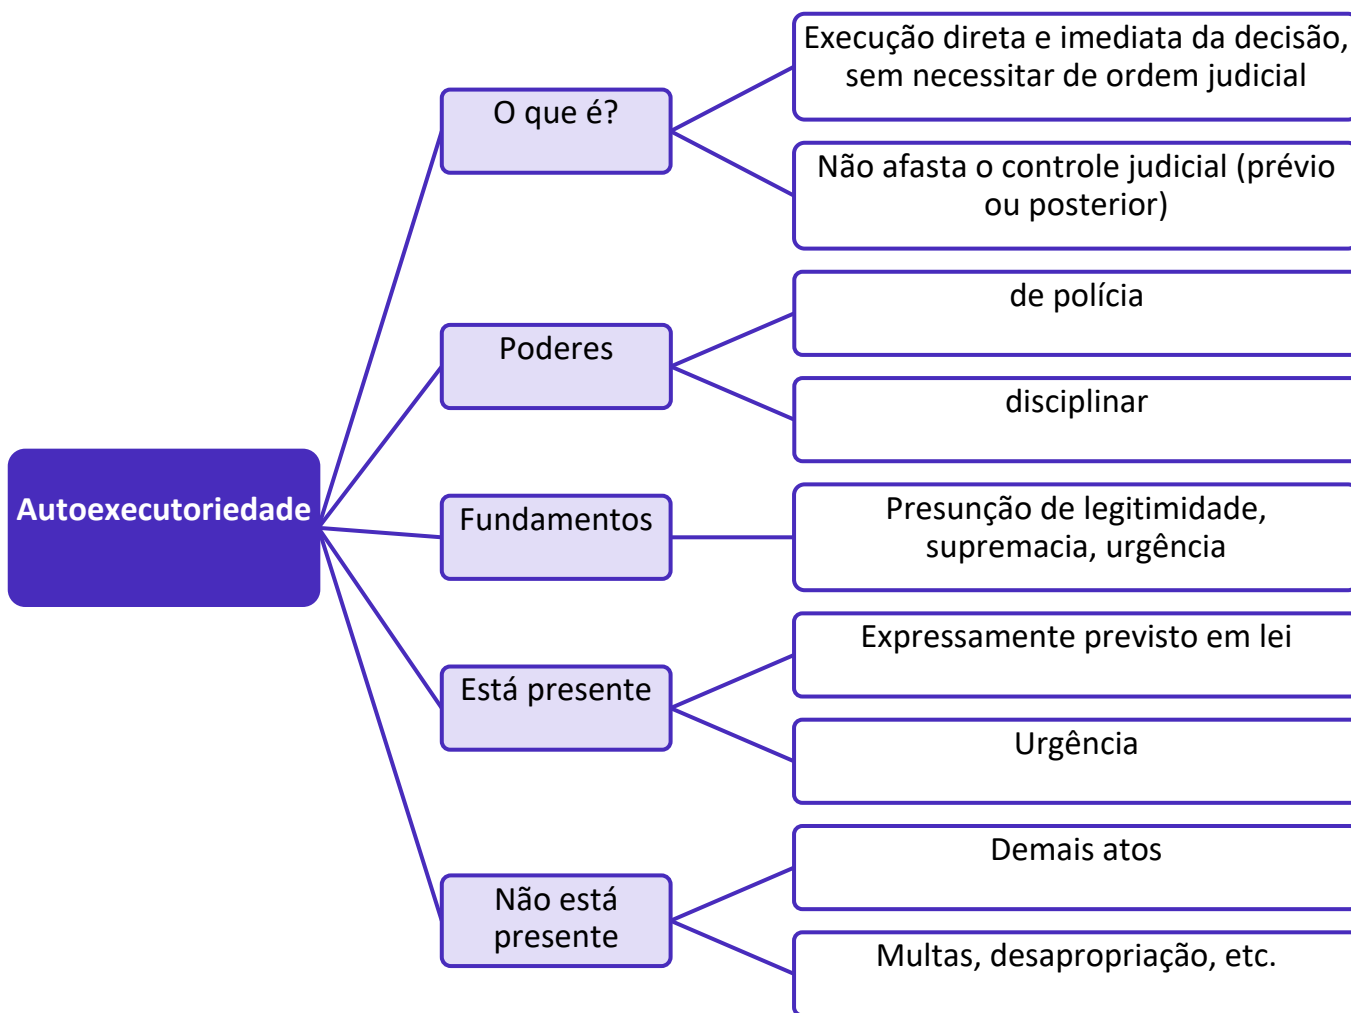 Autoexecutoriedade
O que é?
Execução direta e imediata da decisão,
sem necessitar de ordem judicial
Não afasta o controle judicial (prévio
ou posterior)
Poderes
de polícia
disciplinar
Fundamentos
Presunção de legitimidade,
supremacia, urgência
Está presente
Expressamente previsto em lei
Urgência
Não está
presente
Demais atos
Multas, desapropriação, etc.